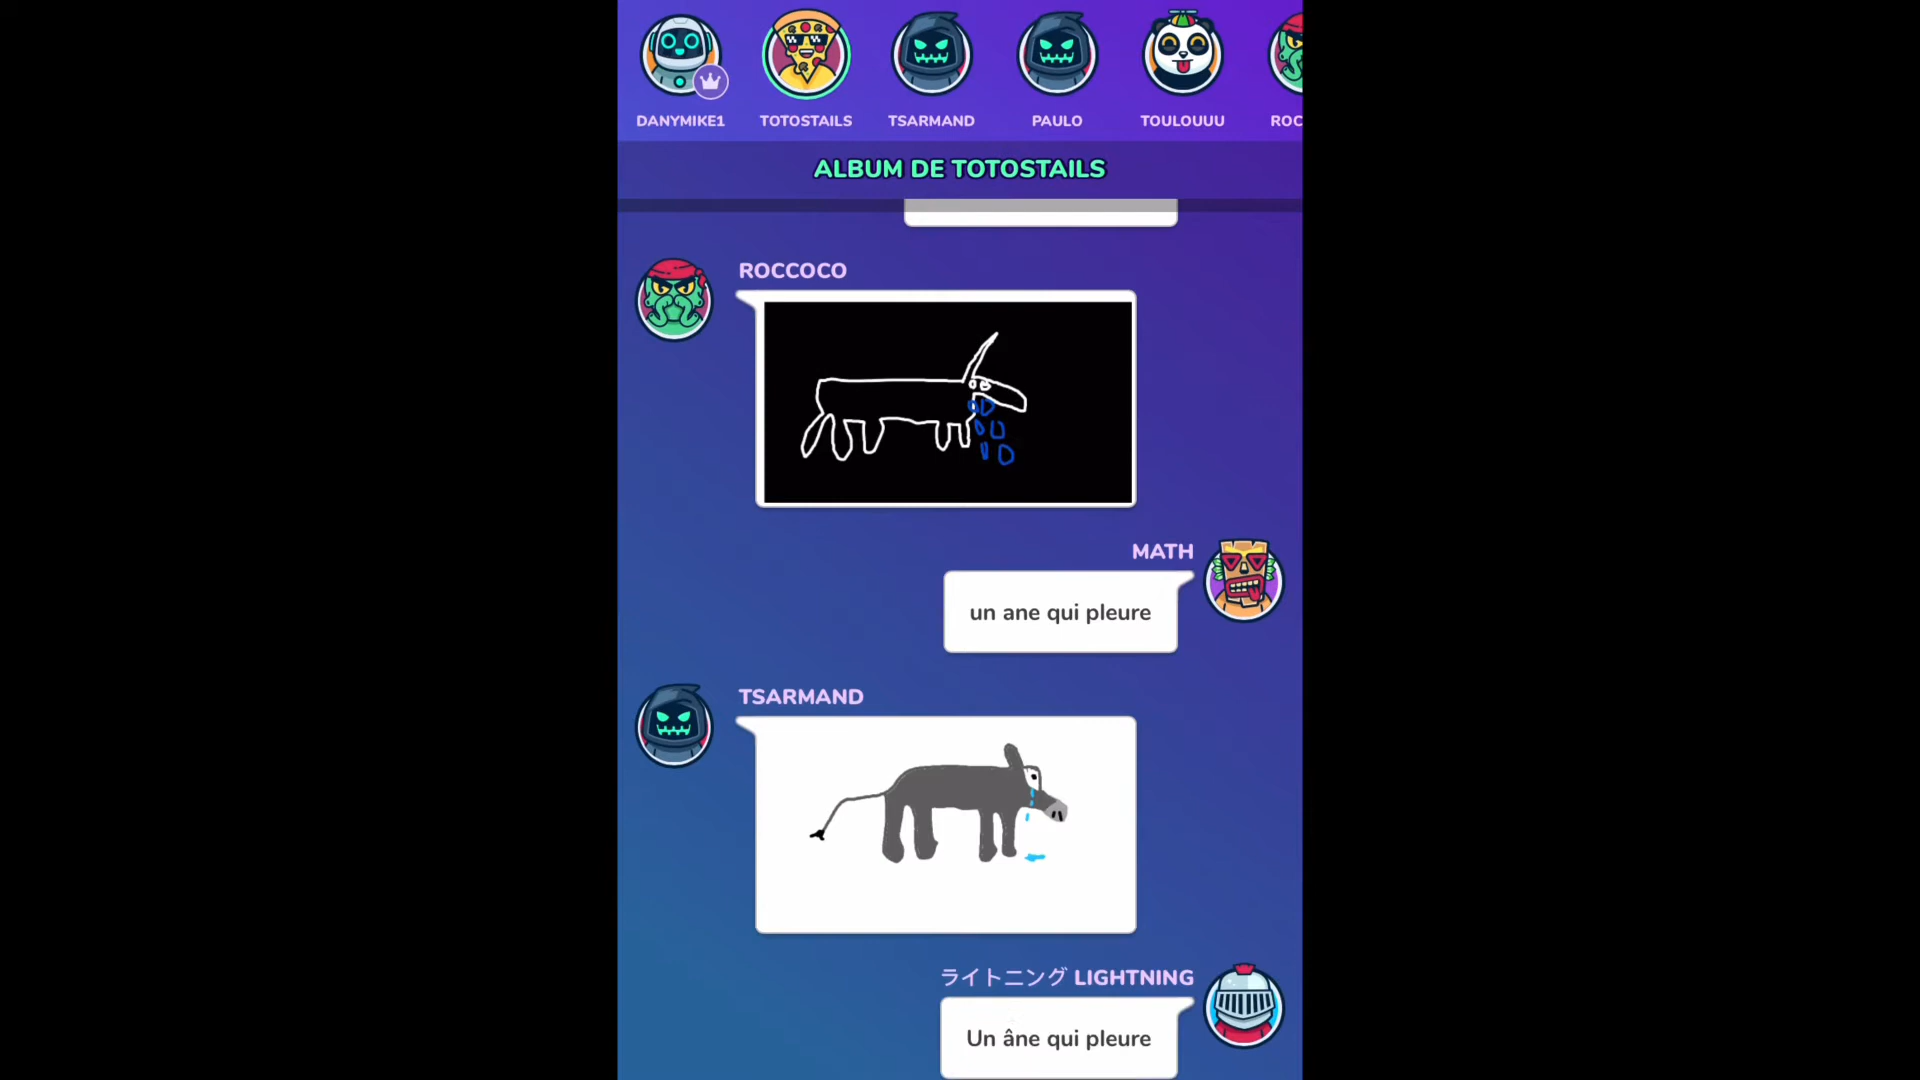 DANYMIKE1
TOTOSTAILS
TSARMAND
PAULO
TOULOUUU
ROC
ALBUM DE TOTOSTAILS
ROCCOCO
MATH
un ane qui pleure
TSARMAND
ライトニング LIGHTNING
Un âne qui pleure